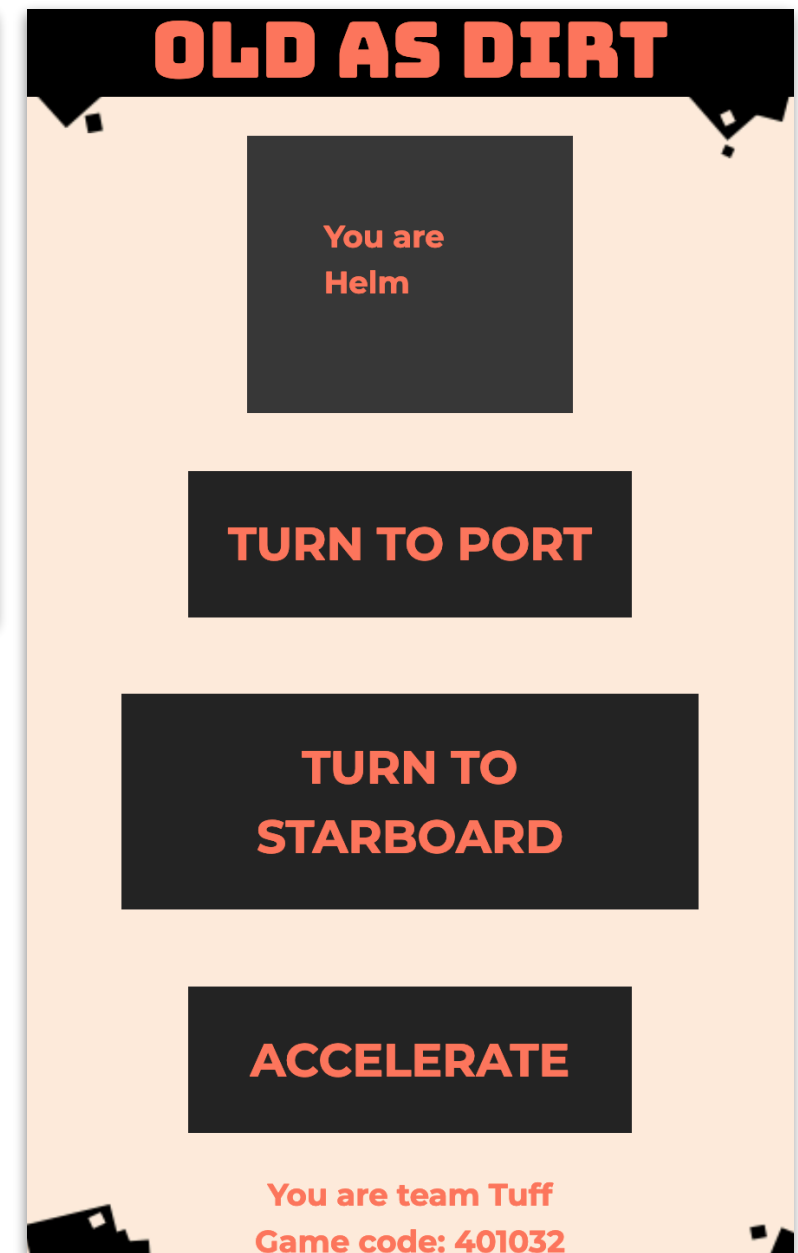 OLD AS DIRT
You are
Helm
TURN TO PORT
TURN TO
STARBOARD
ACCELERATE
You are team Tuff
Game code: 401032